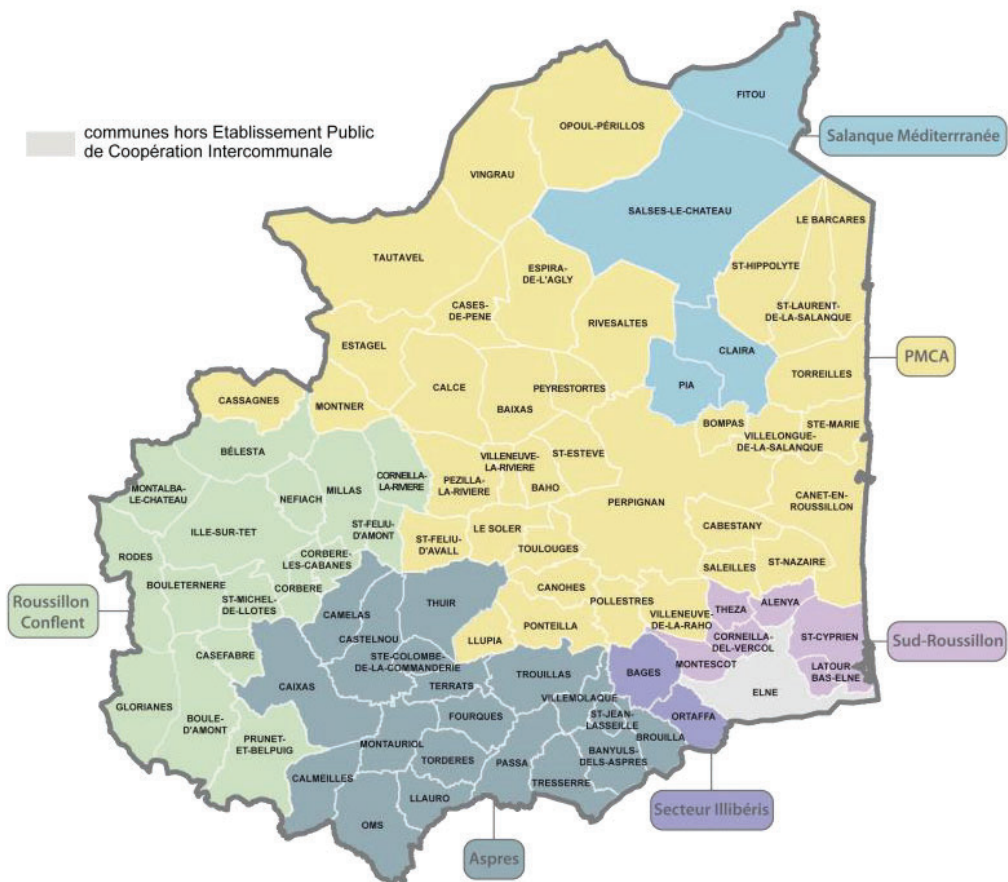 communes hors Etablissement Public
de Coopération Intercommunale
FITOU
Salanque Méditerrranée
OPOUL-PÉRILLOS
VINGRAU
SALSES-LE-CHATEAU
LE BARCARES
TAUTAVEL
ESPIRA-
DE-L'AGLY
ST-HIPPOLYTE
CASES-
DE-PENE
RIVESALTES
ST-LAURENT-
DE-LA-SALANQUE
ESTAGEL
CLAIRA
PMCA
CALCE
PEYRESTORTES
PIA
TORREILLES
CASSAGNES
MONTNER
BAIXAS
BOMPAS
STE-MARIE
VILLELONGUE-
DE-LA-SALANQUE
BÉLESTA
VILLENEUVE-
LA-RIVIERE
ST-ESTEVE
CORNEILLA-
LA-RIVIERE
PEZILLA-
LA-RIVIERE
BAHO
MONTALBA-
LE-CHATEAU
NEFIACH
MILLAS
PERPIGNAN
CANET-EN-
ROUSSILLON
ILLE-SUR-TET
ST-FELIU-
D'AMONT
LE SOLER
CABESTANY
RODES
CORBERE-
LES-CABANES
ST-FELIU-
D'AVALL
TOULOUGES
ST-NAZAIRE
SALEILLES
BOULETERNERE
CORBERE
CANOHES
Roussillon
Conflent
ST-MICHEL-
DE-LLOTES
THUIR
POLLESTRES
THEZA
ALENYA
CAMELAS
LLUPIA
PONTEILLA
VILLENEUVE-
DE-LA-RAHO
CASTELNOU
CORNEILLA-
DEL-VERCOL
ST-CYPRIEN
Sud-Roussillon
CASEFABRE
STE-COLOMBE-
DE-LA-COMMANDERIE
MONTESCOT
LATOUR-
BAS-ELNE
CAIXAS
TERRATS
TROUILLAS
BAGES
ELNE
GLORIANES
VILLEMOLAQUE
BOULE-
D'AMONT
FOURQUES
ST-JEAN-
LASSEILLE
ORTAFFA
PRUNET-
ET-BELPUIG
MONTAURIOL
BROUILLA
TORDERES
PASSA
BANYULS-
DELS-ASPRES
CALMEILLES
TRESSERRE
LLAURO
Secteur Illibéris
OMS
Aspres